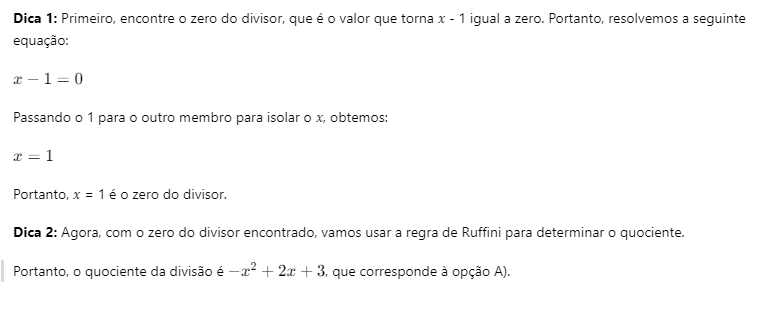 Dica 1: Primeiro, encontre o zero do divisor, que é o valor que torna x - 1 igual a zero. Portanto, resolvemos a seguinte
equação:
x − 1 = 0
Passando o 1 para o outro membro para isolar o x, obtemos:
x = 1
Portanto, x = 1 é o zero do divisor.
Dica 2: Agora, com o zero do divisor encontrado, vamos usar a regra de Ruffini para determinar o quociente.
Portanto, o quociente da divisão é −x² + 2x + 3, que corresponde à opção A).